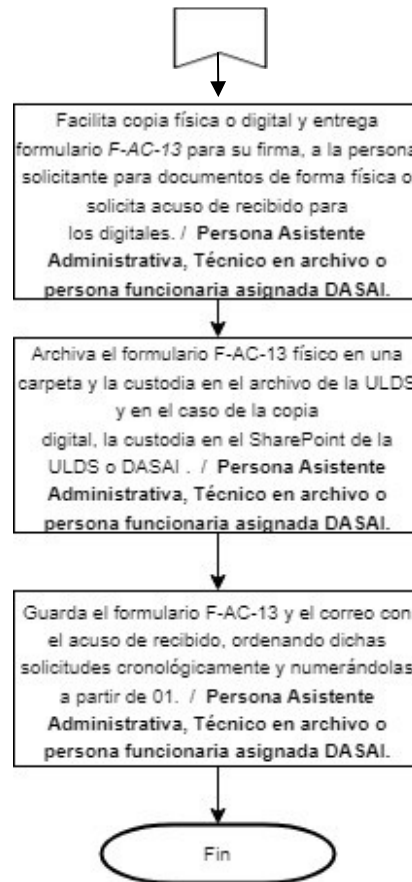 Facilita copia física o digital y entrega
formulario F-AC-13 para su firma, a la persona
solicitante para documentos de forma física o
solicita acuso de recibido para
los digitales. / Persona Asistente
Administrativa, Técnico en archivo o
persona funcionaria asignada DASAI.
Archiva el formulario F-AC-13 físico en una
carpeta y la custodia en el archivo de la ULDS
y en el caso de la copia
digital, la custodia en el SharePoint de la
ULDS o DASAI . / Persona Asistente
Administrativa, Técnico en archivo o
persona funcionaria asignada DASAI.
Guarda el formulario F-AC-13 y el correo con
el acuso de recibido, ordenando dichas
solicitudes cronológicamente y numerándolas
a partir de 01. / Persona Asistente
Administrativa, Técnico en archivo o
persona funcionaria asignada DASAI.
Fin